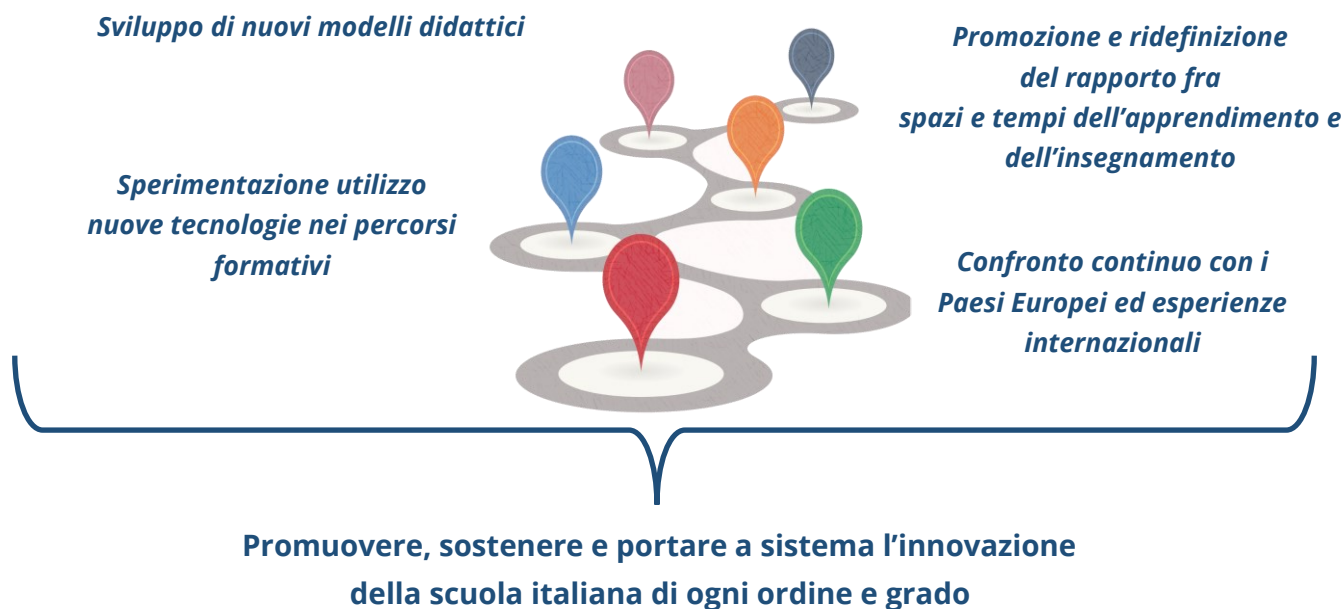 Sviluppo di nuovi modelli didattici
Sperimentazione utilizzo
nuove tecnologie nei percorsi
formativi
Promozione e ridefinizione
del rapporto fra
spazi e tempi dell’apprendimento e
dell’insegnamento
Confronto continuo con i
Paesi Europei ed esperienze
internazionali
Promuovere, sostenere e portare a sistema l’innovazione
della scuola italiana di ogni ordine e grado